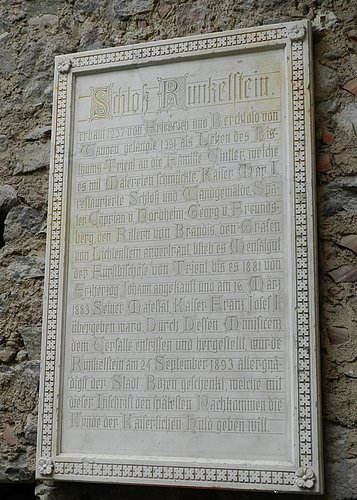 Schloß Runkelstein.
erbaut 1237 von Friedrich und Berthold von
Wangen, gelangte 1391 als Lehen des Bis-
thums Trient an die Familie Vintler, welche
es mit Malereien schmückte. Kaiser Max I.
restaurierte Schloß und Wandgemälde. Spä-
ter Cyprian v. Nordheim, Georg v. Freunds-
berg den Rittern von Brandis den Grafen
von Lichtenstein anvertraut, blieb es Mensalgut
der Fürstbischöfe von Trient, bis es 1881 von
Erzherzog Johann angekauft und am 16. März
1883 Seiner Majestät Kaiser Franz Josef I.
übergeben ward. Durch Dessen Munificenz
dem Verfalle entrissen und hergestellt, wurde
Runkelstein am 24. September 1893 allergnä-
digst der Stadt Bozen geschenkt, welche mit
dieser Inschrift den spätesten Nachkommen die
Kunde der Kaiserlichen Huld geben will.